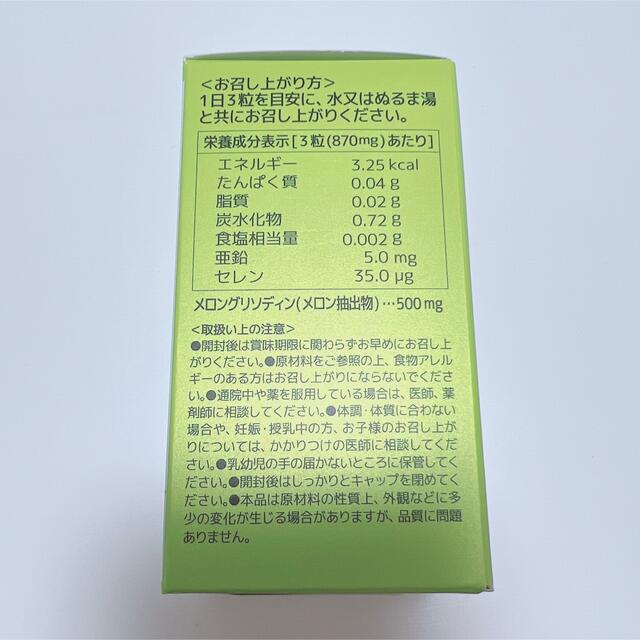 ＜お召し上がり方＞
1日3粒を目安に、水又はぬるま湯
と共にお召し上がりください。
栄養成分表示[3粒(870mg)あたり]
エネルギー 3.25kcal
たんぱく質 0.04g
脂質 0.02g
炭水化物 0.72g
食塩相当量 0.002g
亜鉛 5.0mg
セレン 35.0μg
メロングリソディン(メロン抽出物)…500mg
＜取扱い上の注意＞
●開封後は賞味期限に関わらずお早めにお召し上
がりください。●原材料をご参照の上、食物アレル
ギーのある方はお召し上がりにならないでくださ
い。●通院中や薬を服用している場合は、医師、薬
剤師に相談してください。●体調・体質に合わない
場合や、妊娠・授乳中の方、お子様のお召し上が
りについては、かかりつけの医師に相談してくだ
さい。●乳幼児の手の届かないところに保管してく
ださい。●開封後はしっかりとキャップを閉めてく
ださい。●本品は原材料の性質上、外観などに多
少の変化が生じる場合がありますが、品質に問題
ありません。